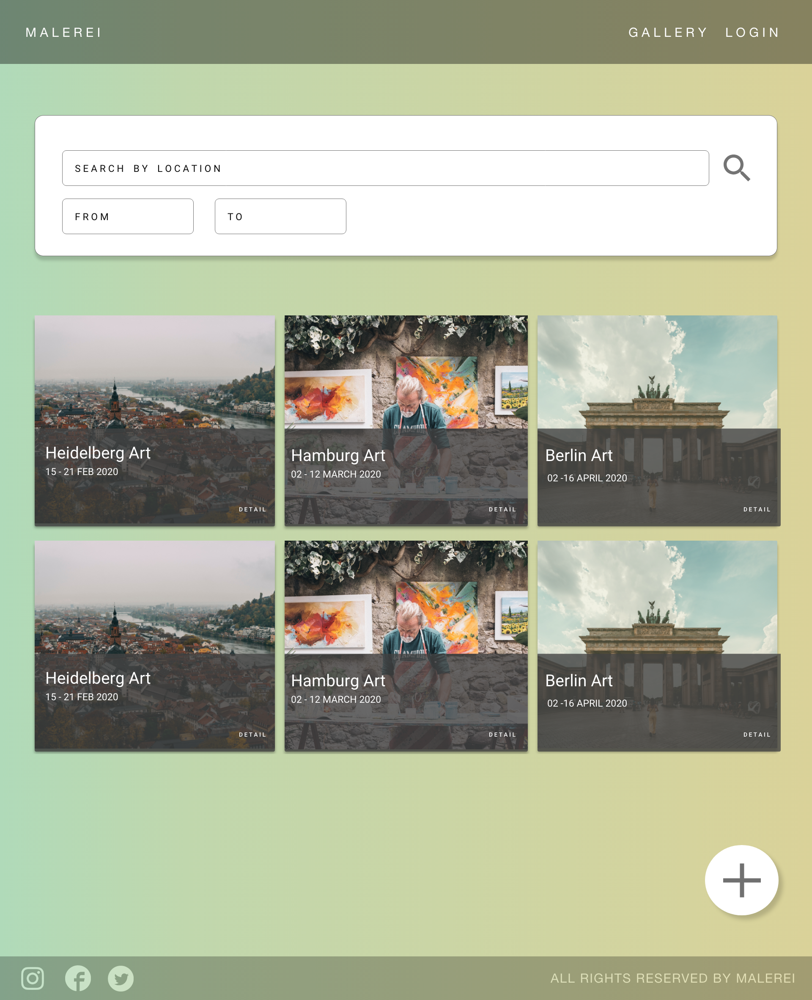 MALEREI
GALLERY LOGIN
SEARCH BY LOCATION
FROM
TO
Heidelberg Art
15 - 21 FEB 2020
DETAIL
Hamburg Art
02 - 12 MARCH 2020
DETAIL
Berlin Art
02 -16 APRIL 2020
DETAIL
CHAMPION
Heidelberg Art
15 - 21 FEB 2020
DETAIL
Hamburg Art
02 - 12 MARCH 2020
DETAIL
Berlin Art
02 -16 APRIL 2020
DETAIL
CHAMPION
ALL RIGHTS RESERVED BY MALEREI